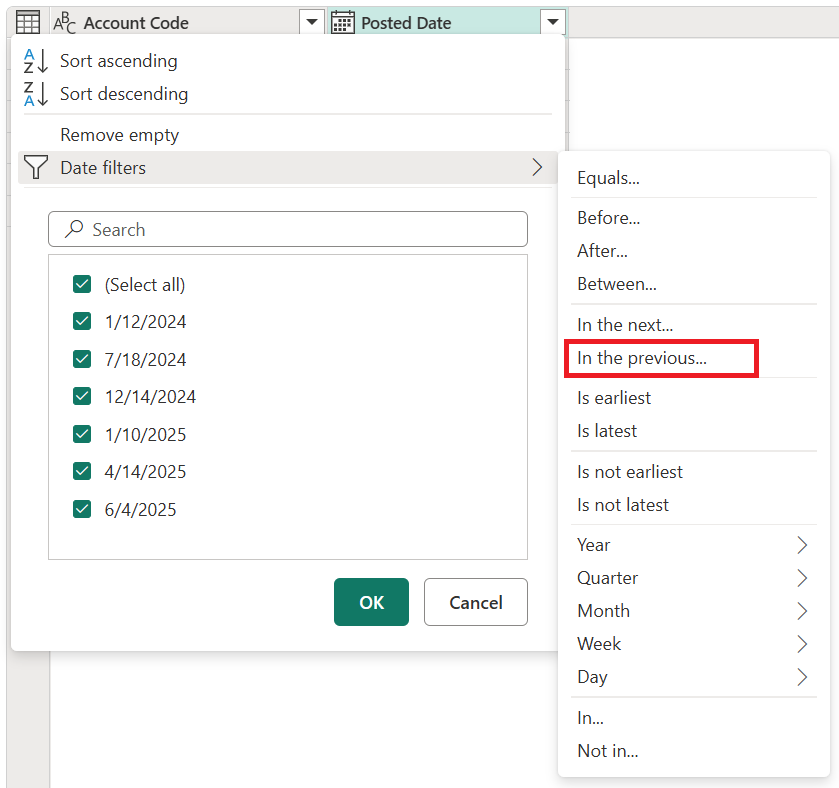 ABC Account Code
Posted Date
AZ Sort ascending
ZA Sort descending
Remove empty
Date filters
Search
(Select all)
1/12/2024
7/18/2024
12/14/2024
1/10/2025
4/14/2025
6/4/2025
OK
Cancel
Equals...
Before...
After...
Between...
In the next...
In the previous...
Is earliest
Is latest
Is not earliest
Is not latest
Year
Quarter
Month
Week
Day
In...
Not in...